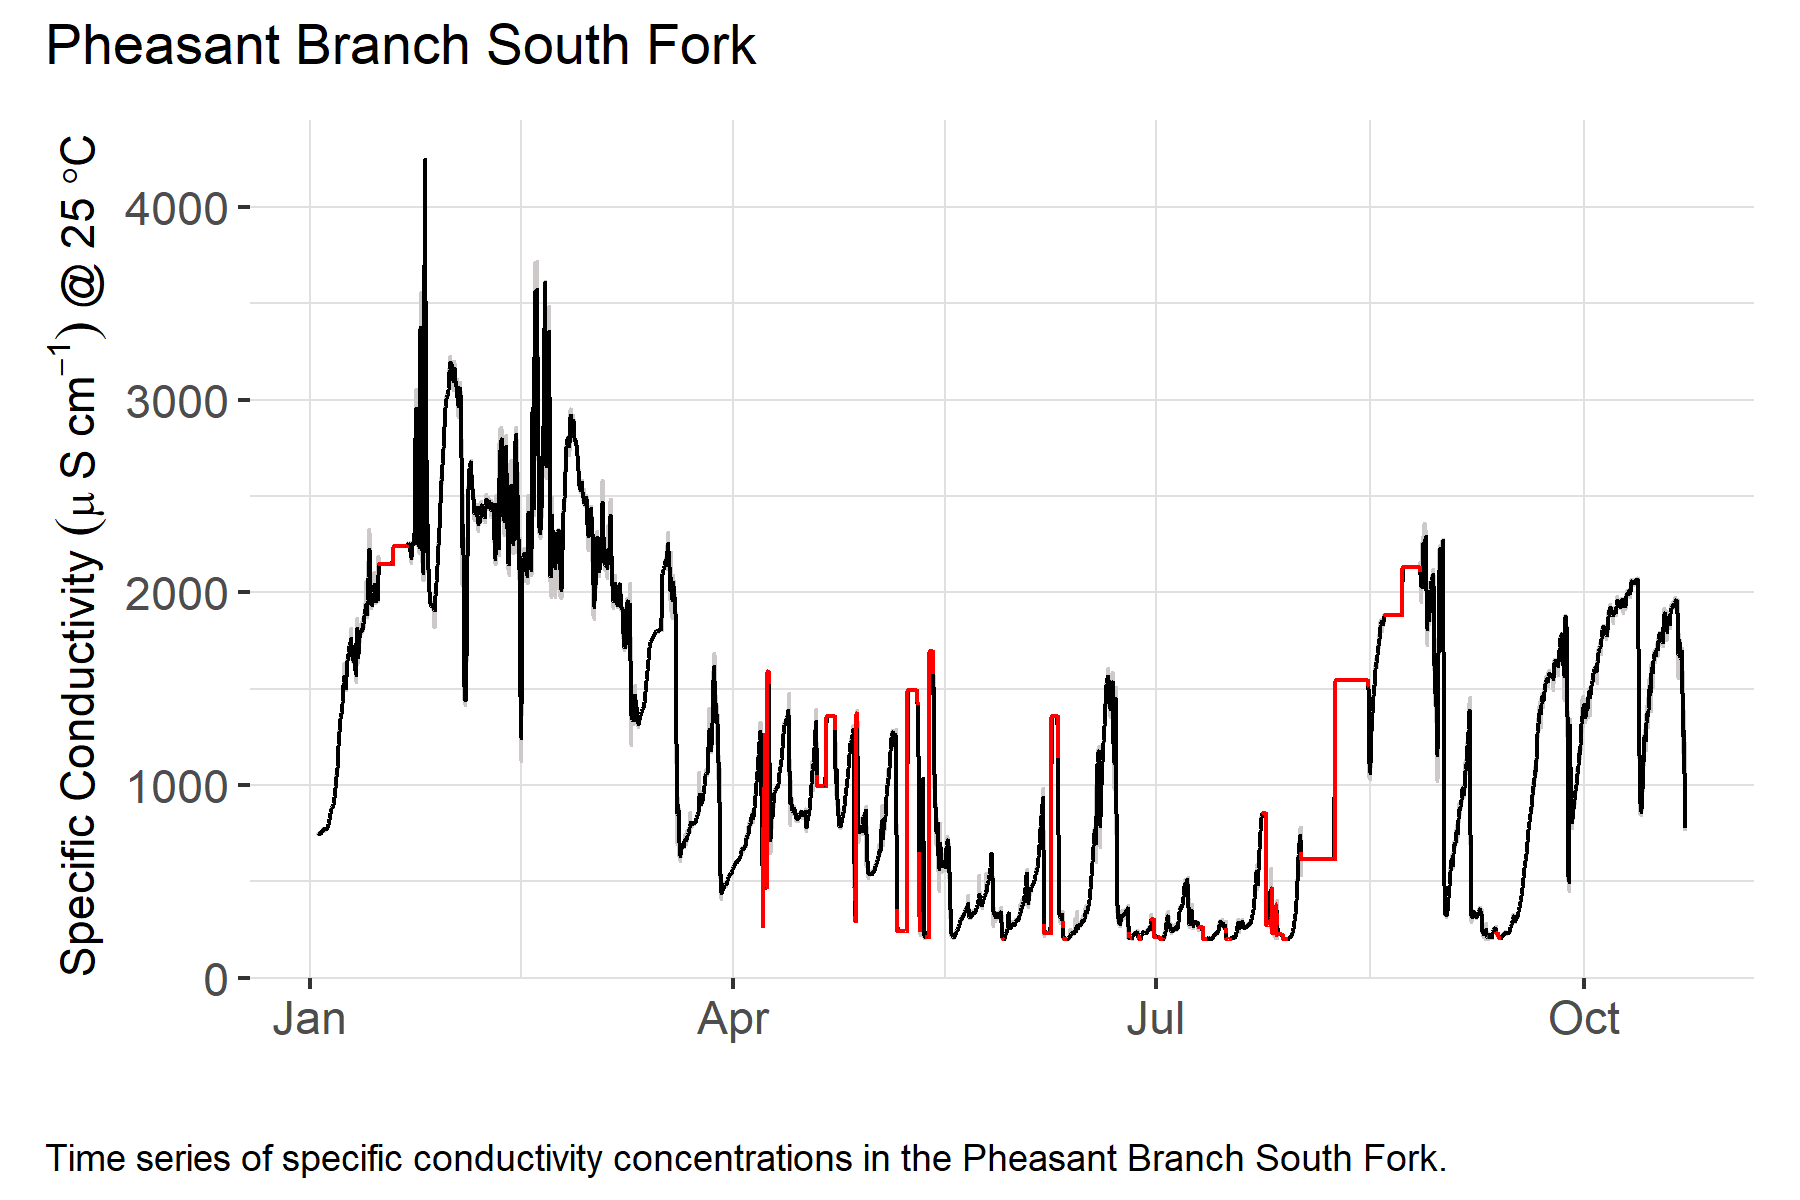 Pheasant Branch South Fork
Specific Conductivity (μ S cm⁻¹) @ 25 °C
4000
3000
2000
1000
0
Jan Apr Jul Oct
Time series of specific conductivity concentrations in the Pheasant Branch South Fork.